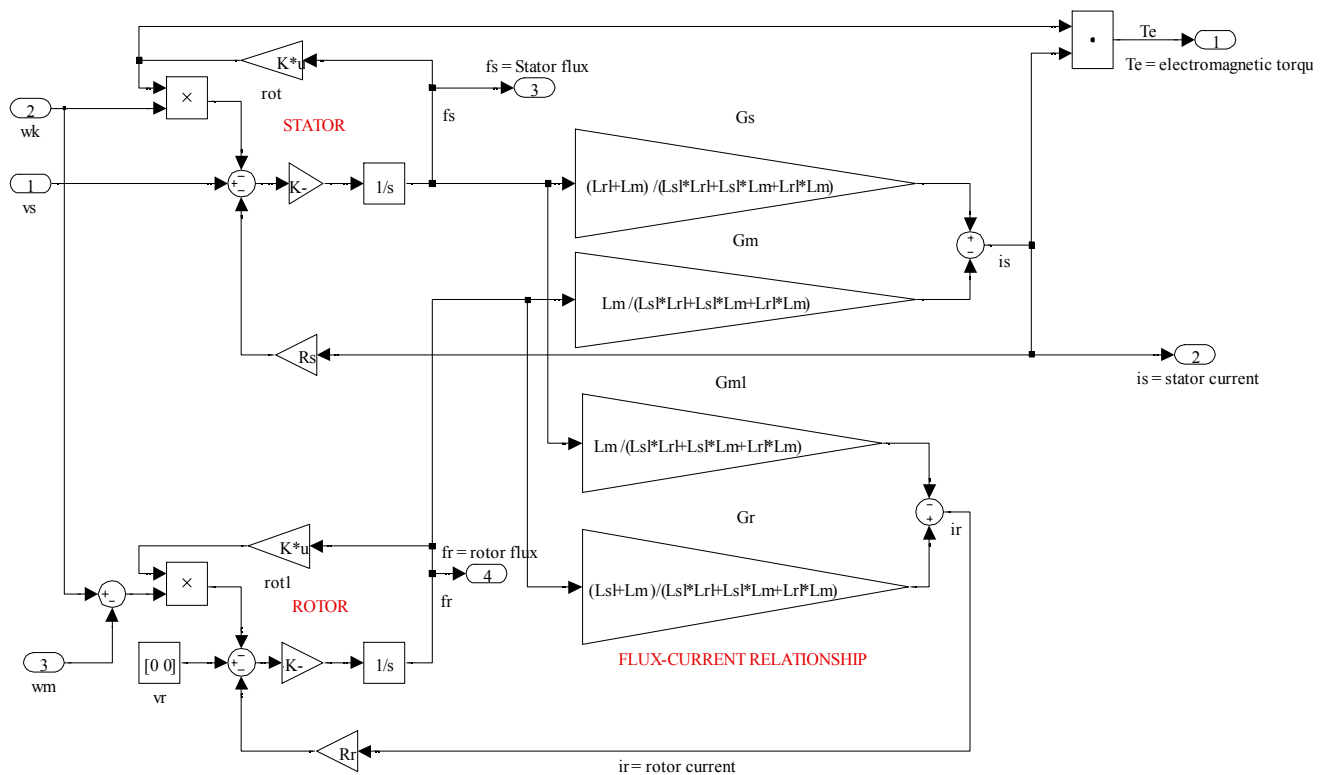 Te
1
Te = electromagnetic torqu
K*u
rot
fs = Stator flux
3
fs
×
2
wk
STATOR
Gs
1
vs
+
−
−
K-
1/s
(Lrl+Lm) /(Lsl*Lrl+Lsl*Lm+Lrl*Lm)
+
−
is
Gm
Lm /(Lsl*Lrl+Lsl*Lm+Lrl*Lm)
Rs
2
is = stator current
Gm1
Lm /(Lsl*Lrl+Lsl*Lm+Lrl*Lm)
−
+
ir
Gr
K*u
rot1
fr = rotor flux
4
fr
×
+
−
ROTOR
(Lsl+Lm )/(Lsl*Lrl+Lsl*Lm+Lrl*Lm)
3
wm
[0 0]
vr
+
−
−
K-
1/s
FLUX-CURRENT RELATIONSHIP
Rr
ir= rotor current